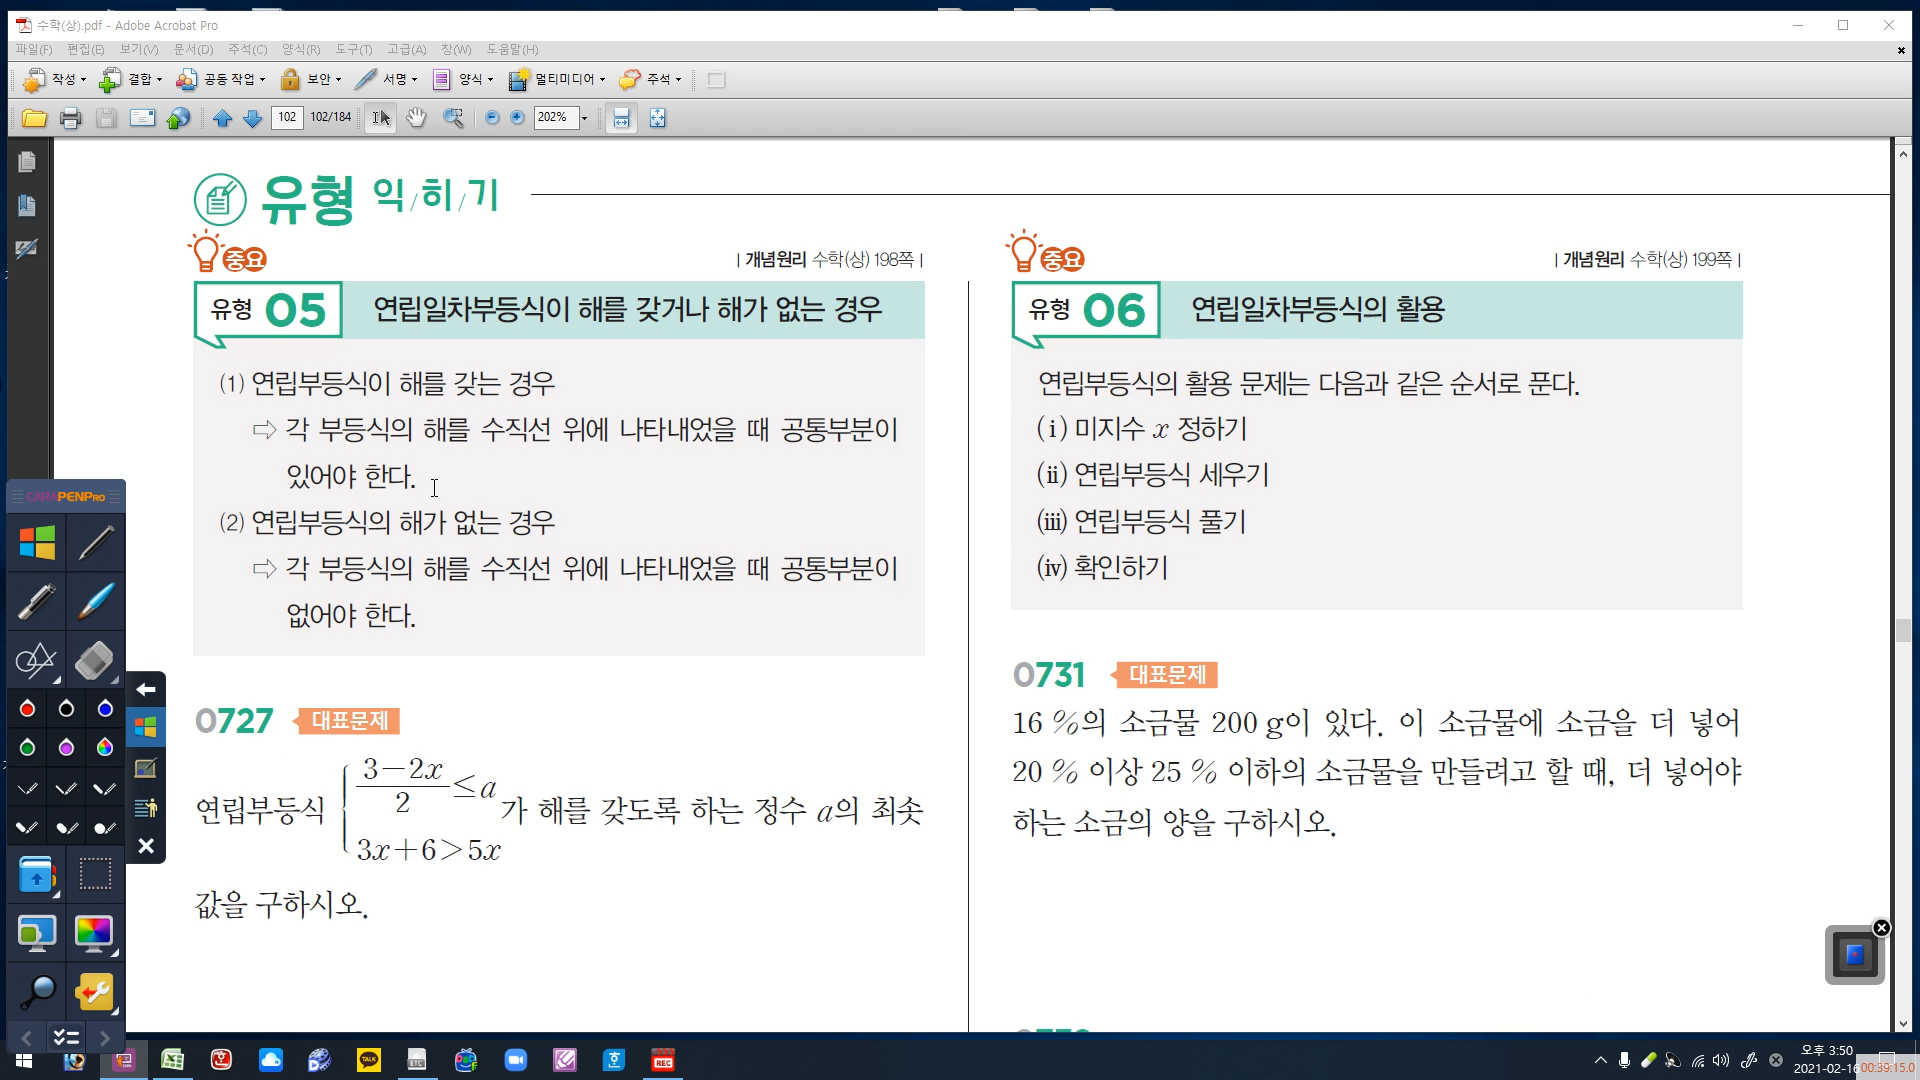 수학(상).pdf - Adobe Acrobat Pro
파일(F) 편집(E) 보기(V) 문서(D) 주석(C) 양식(R) 도구(T) 고급(A) 창(W) 도움말(H)
작성 결합 공동 작업 보안 서명 양식 멀티미디어 주석
102 102/184 202%
유형 익/히/기
중요
| 개념원리 수학(상) 198쪽 |
유형 05 연립일차부등식이 해를 갖거나 해가 없는 경우
(1) 연립부등식이 해를 갖는 경우
⇨ 각 부등식의 해를 수직선 위에 나타내었을 때 공통부분이
있어야 한다.
(2) 연립부등식의 해가 없는 경우
⇨ 각 부등식의 해를 수직선 위에 나타내었을 때 공통부분이
없어야 한다.
0727 대표문제
연립부등식 { (3−2x)/2 ≤ a, 3x+6>5x 가 해를 갖도록 하는 정수 a의 최솟
값을 구하시오.
중요
| 개념원리 수학(상) 199쪽 |
유형 06 연립일차부등식의 활용
연립부등식의 활용 문제는 다음과 같은 순서로 푼다.
(ⅰ) 미지수 x 정하기
(ⅱ) 연립부등식 세우기
(ⅲ) 연립부등식 풀기
(ⅳ) 확인하기
0731 대표문제
16 %의 소금물 200 g이 있다. 이 소금물에 소금을 더 넣어
20 % 이상 25 % 이하의 소금물을 만들려고 할 때, 더 넣어야
하는 소금의 양을 구하시오.
CARAPENPRO
TALK
REC
오후 3:50
2021-02-16
00:39:15.0